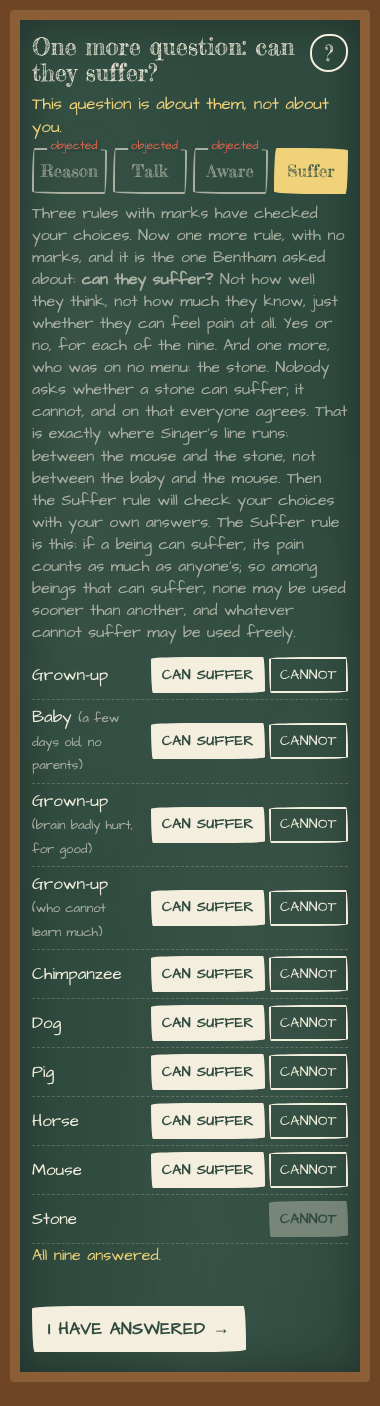 One more question: can
they suffer?
?
This question is about them, not about
you.
objected objected objected
Reason Talk Aware Suffer
Three rules with marks have checked
your choices. Now one more rule, with no
marks, and it is the one Bentham asked
about: can they suffer? Not how well
they think, not how much they know, just
whether they can feel pain at all. Yes or
no, for each of the nine. And one more,
who was on no menu: the stone. Nobody
asks whether a stone can suffer; it
cannot, and on that everyone agrees. That
is exactly where Singer's line runs:
between the mouse and the stone, not
between the baby and the mouse. Then
the Suffer rule will check your choices
with your own answers. The Suffer rule
is this: if a being can suffer, its pain
counts as much as anyone's; so among
beings that can suffer, none may be used
sooner than another, and whatever
cannot suffer may be used freely.
Grown-up CAN SUFFER CANNOT
Baby (a few
days old, no
parents)
CAN SUFFER CANNOT
Grown-up
(brain badly hurt,
for good)
CAN SUFFER CANNOT
Grown-up
(who cannot
learn much)
CAN SUFFER CANNOT
Chimpanzee CAN SUFFER CANNOT
Dog CAN SUFFER CANNOT
Pig CAN SUFFER CANNOT
Horse CAN SUFFER CANNOT
Mouse CAN SUFFER CANNOT
Stone CANNOT
All nine answered.
I HAVE ANSWERED →